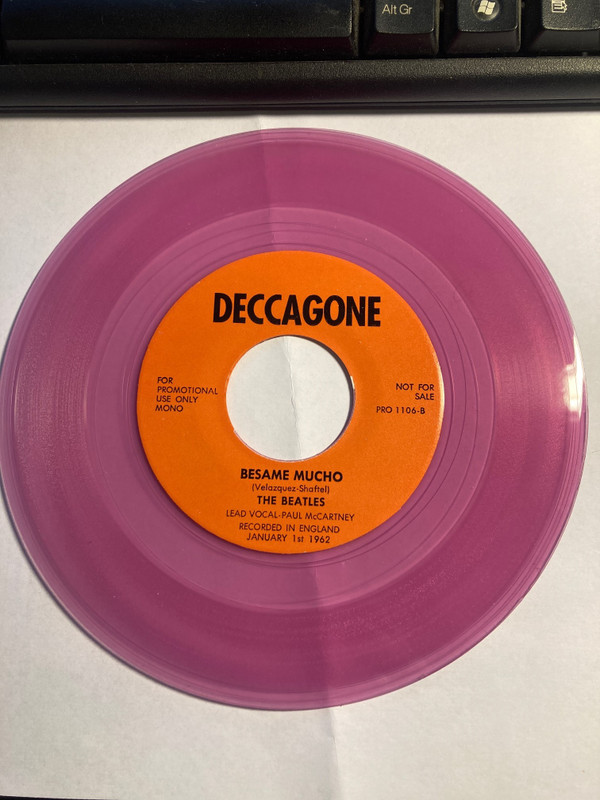 Alt Gr
DECCAGONE
FOR
PROMOTIONAL
USE ONLY
MONO
NOT FOR
SALE
PRO 1106-B
BESAME MUCHO
(Velazquez-Shaftel)
THE BEATLES
LEAD VOCAL-PAUL McCARTNEY
RECORDED IN ENGLAND
JANUARY 1st 1962